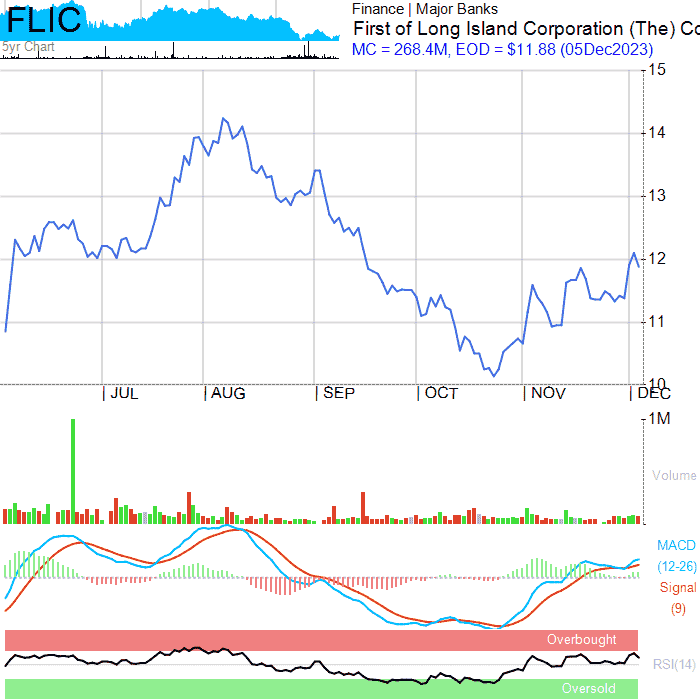 FLIC
5yr Chart
Finance | Major Banks
First of Long Island Corporation (The) Co
MC = 268.4M, EOD = $11.88 (05Dec2023)
15
14
13
12
11
10
| JUL | AUG | SEP | OCT | NOV | DEC
1M
Volume
MACD
(12-26)
Signal
(9)
Overbought
RSI(14)
Oversold